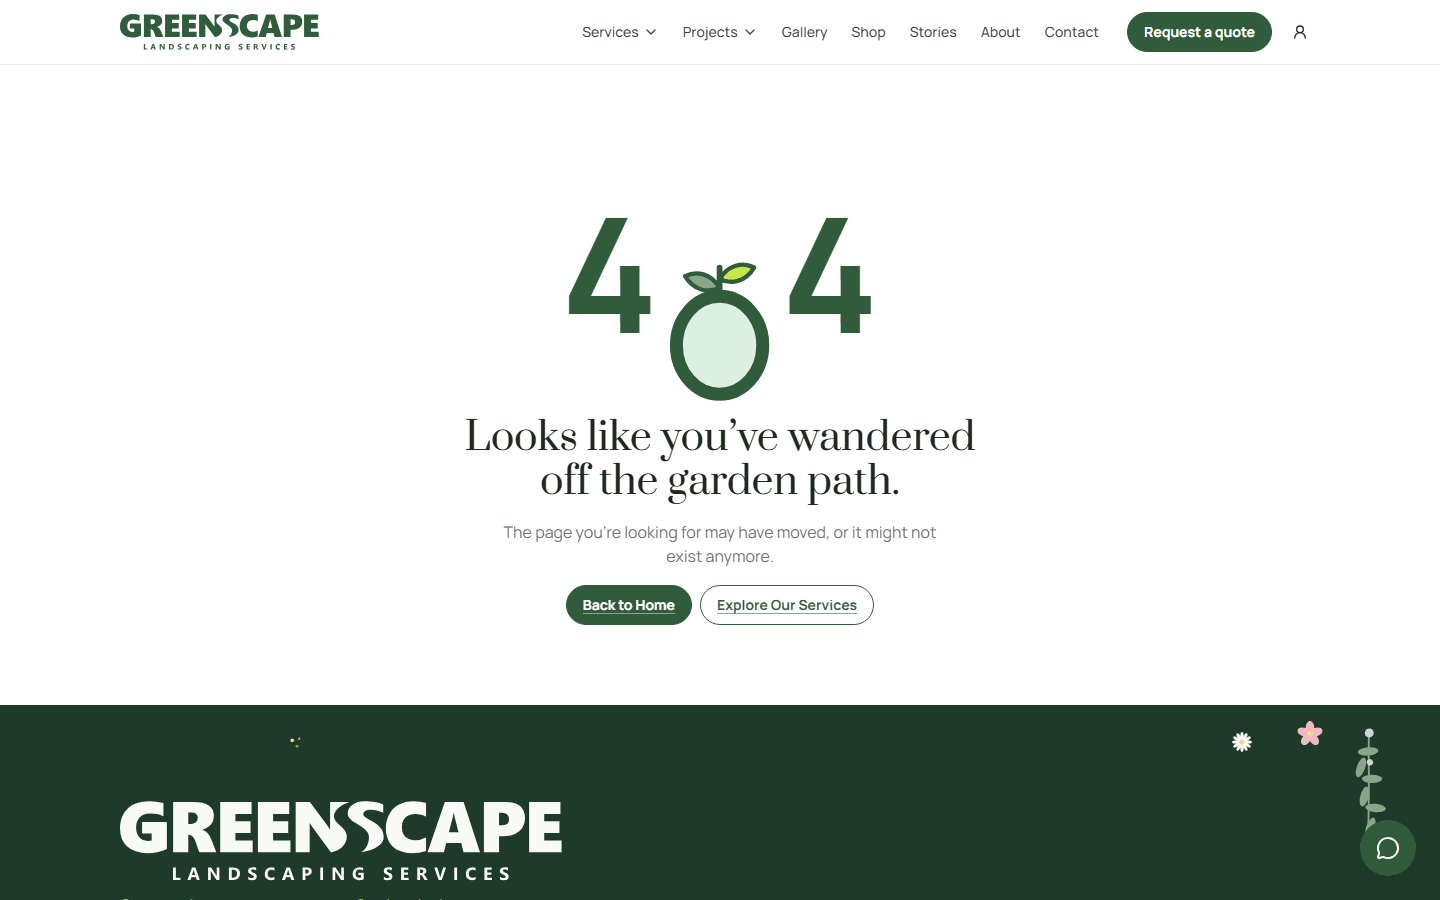 GREENSCAPE
LANDSCAPING SERVICES
Services
Projects
Gallery
Shop
Stories
About
Contact
Request a quote
4 4
Looks like you’ve wandered
off the garden path.
The page you’re looking for may have moved, or it might not
exist anymore.
Back to Home
Explore Our Services
GREENSCAPE
LANDSCAPING SERVICES